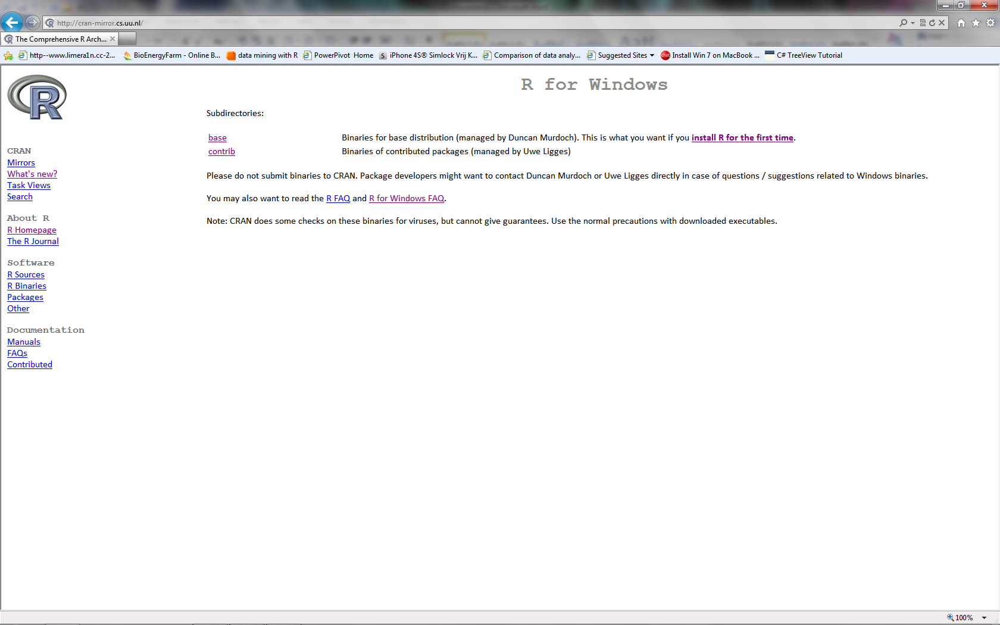 http://cran-mirror.cs.uu.nl/
The Comprehensive R Arch...
http--www.limera1n.cc-2... BioEnergyFarm - Online B... data mining with R PowerPivot Home S iPhone 4S® Simlock Vrij K... Comparison of data analy... Suggested Sites cnet Install Win 7 on MacBook ... C# TreeView Tutorial
R
R for Windows
Subdirectories:
base Binaries for base distribution (managed by Duncan Murdoch). This is what you want if you install R for the first time.
contrib Binaries of contributed packages (managed by Uwe Ligges)
Please do not submit binaries to CRAN. Package developers might want to contact Duncan Murdoch or Uwe Ligges directly in case of questions / suggestions related to Windows binaries.
You may also want to read the R FAQ and R for Windows FAQ.
Note: CRAN does some checks on these binaries for viruses, but cannot give guarantees. Use the normal precautions with downloaded executables.
CRAN
Mirrors
What's new?
Task Views
Search
About R
R Homepage
The R Journal
Software
R Sources
R Binaries
Packages
Other
Documentation
Manuals
FAQs
Contributed
100%